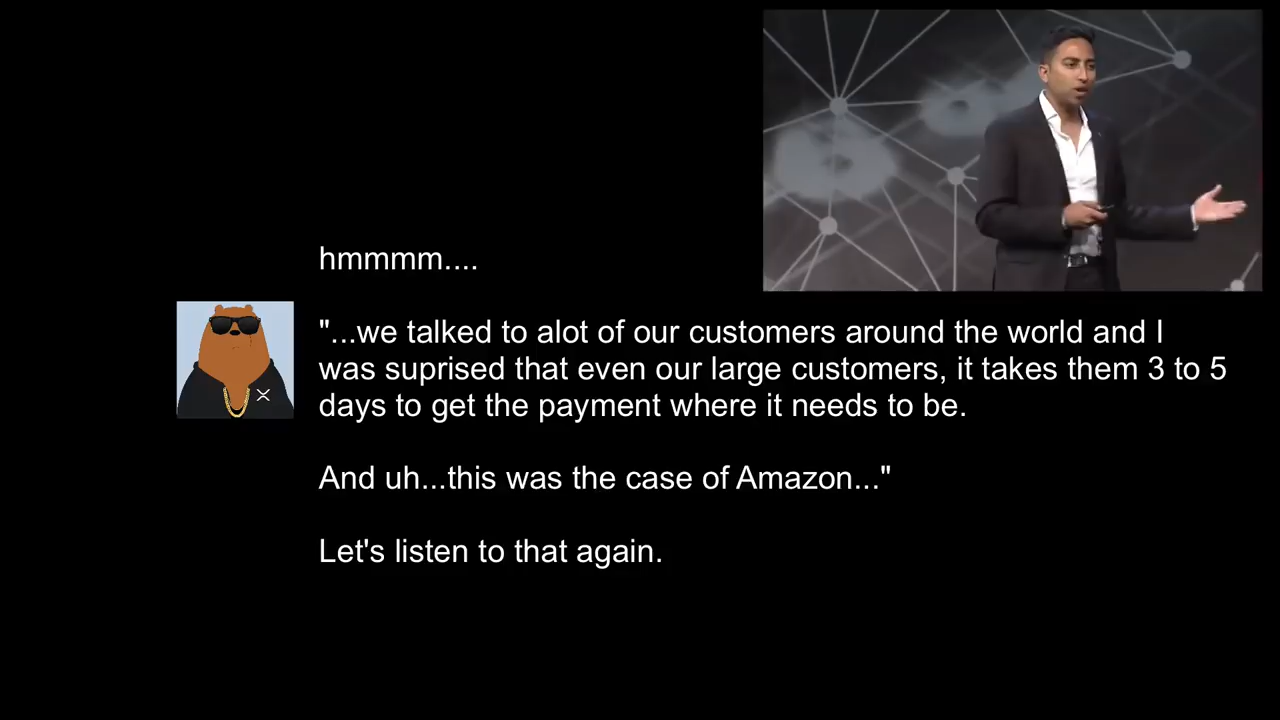 hmmmm....
"...we talked to alot of our customers around the world and I
was suprised that even our large customers, it takes them 3 to 5
days to get the payment where it needs to be.
And uh...this was the case of Amazon..."
Let's listen to that again.